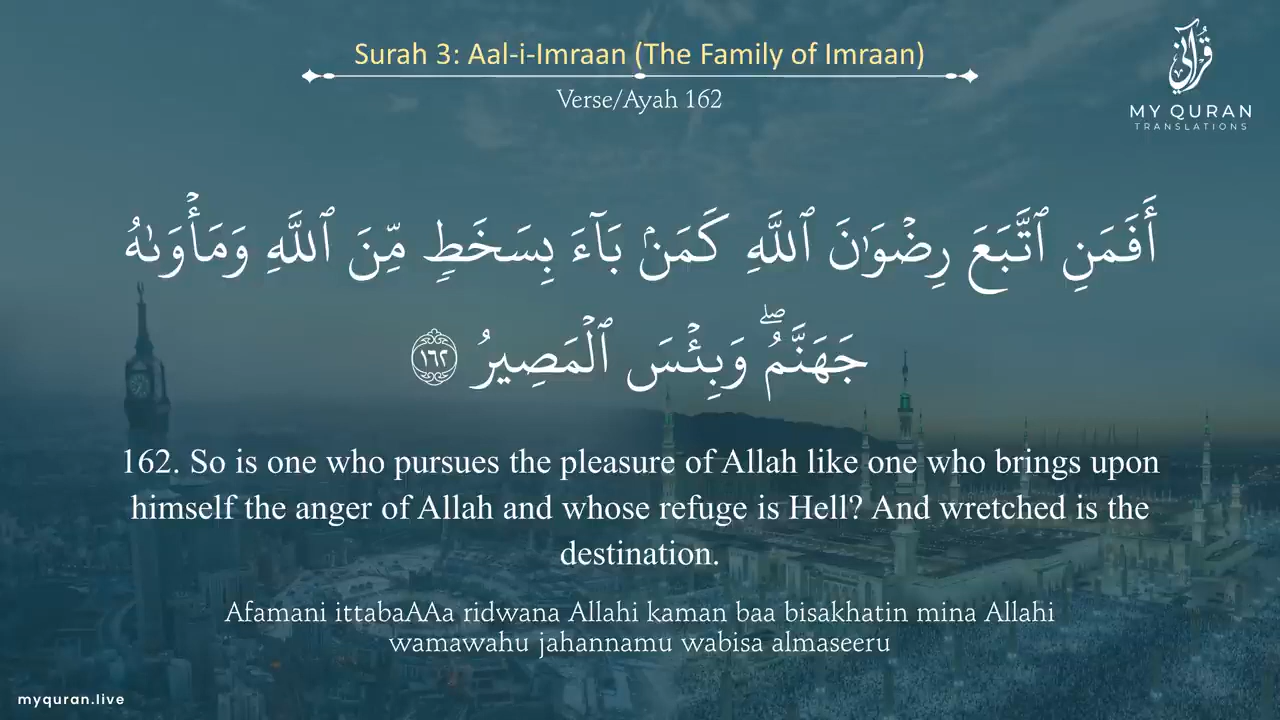 Surah 3: Aal-i-Imraan (The Family of Imraan)
Verse/Ayah 162
قرآني
MY QURAN
TRANSLATIONS
أَفَمَنِ ٱتَّبَعَ رِضْوَٰنَ ٱللَّهِ كَمَنۢ بَآءَ بِسَخَطٍ مِّنَ ٱللَّهِ وَمَأْوَىٰهُ
جَهَنَّمُ ۖ وَبِئْسَ ٱلْمَصِيرُ ١٦٢
162. So is one who pursues the pleasure of Allah like one who brings upon
himself the anger of Allah and whose refuge is Hell? And wretched is the
destination.
Afamani ittabaAAa ridwana Allahi kaman baa bisakhatin mina Allahi
wamawahu jahannamu wabisa almaseeru
myquran.live